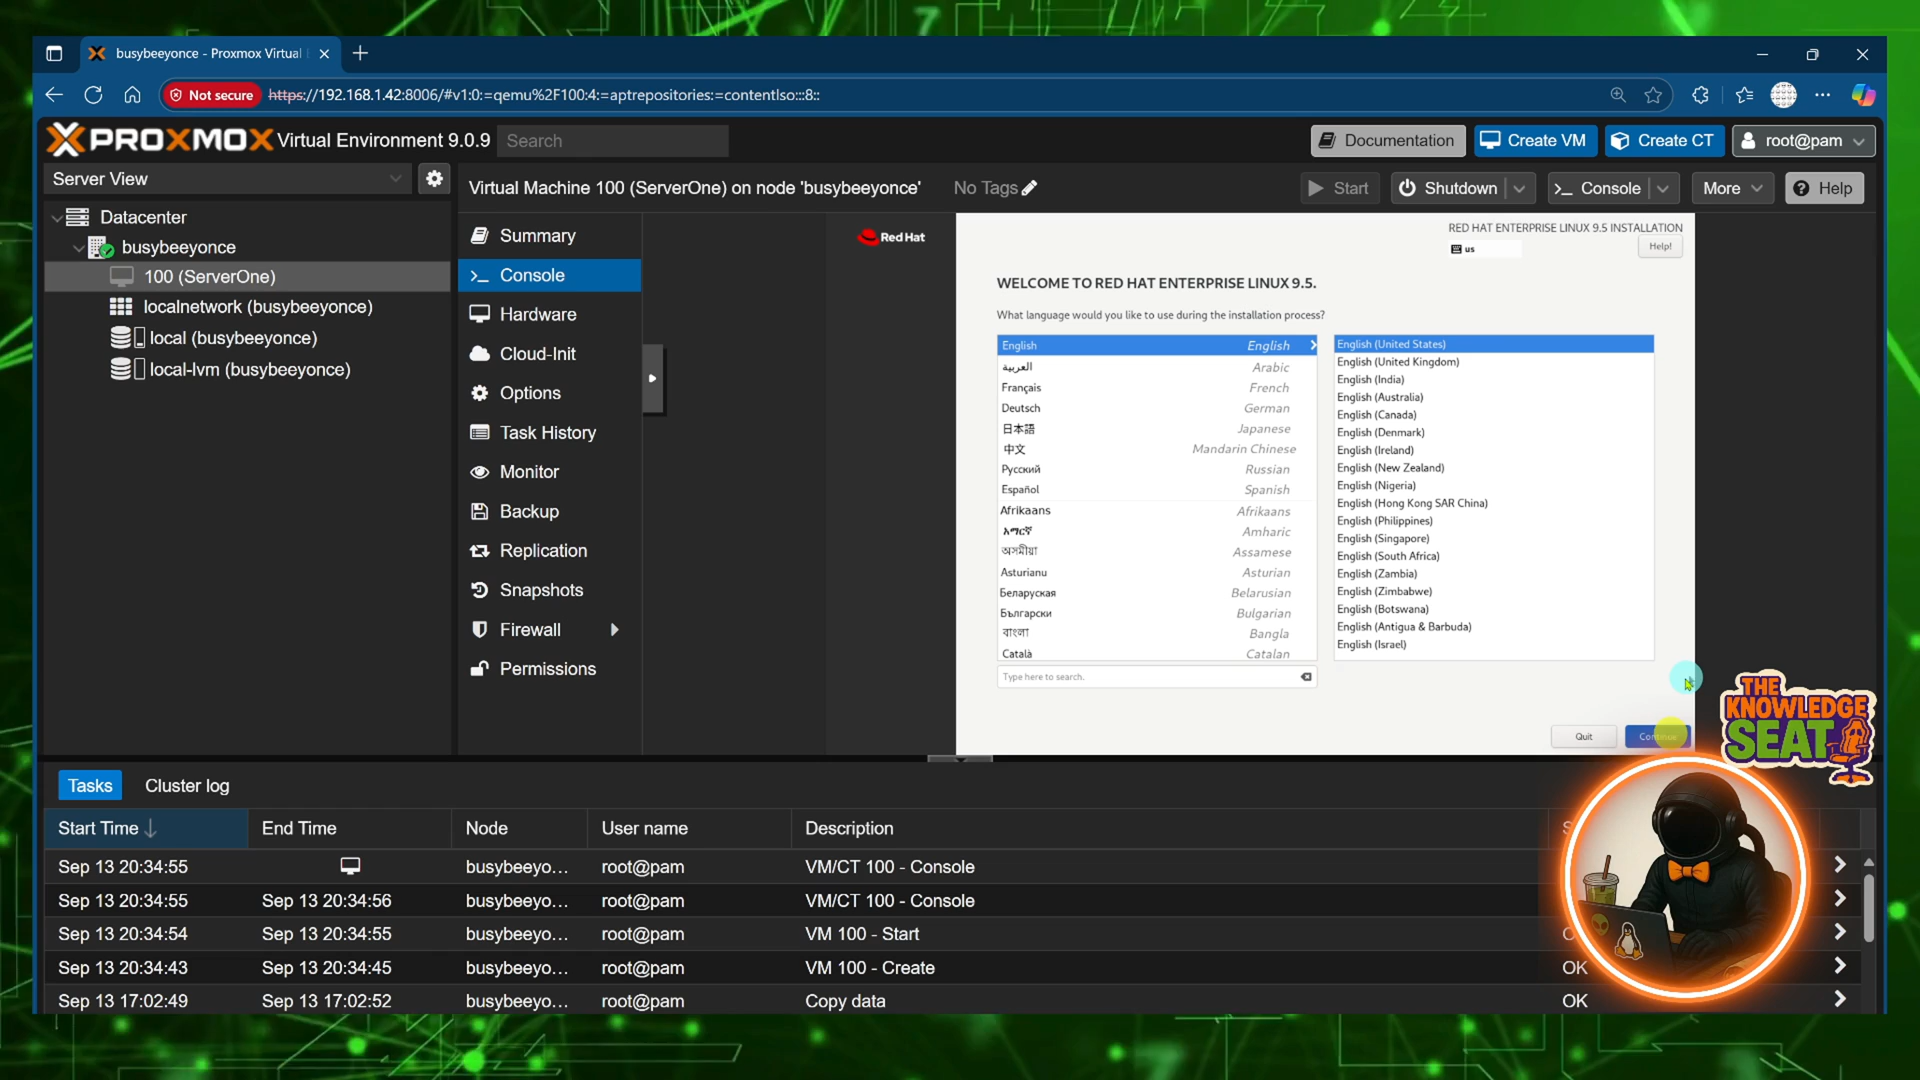 busybeeyonce - Proxmox Virtual
Not secure https://192.168.1.42:8006/#v1:0:=qemu%2F100:4:=aptrepositories:=contentIso:::8::
PROXMOX Virtual Environment 9.0.9 Search Documentation Create VM Create CT root@pam
Server View
Virtual Machine 100 (ServerOne) on node 'busybeeyonce' No Tags Start Shutdown Console More Help
Datacenter
busybeeyonce
100 (ServerOne)
localnetwork (busybeeyonce)
local (busybeeyonce)
local-lvm (busybeeyonce)
Summary
Console
Hardware
Cloud-Init
Options
Task History
Monitor
Backup
Replication
Snapshots
Firewall
Permissions
Red Hat
RED HAT ENTERPRISE LINUX 9.5 INSTALLATION
us
Help!
WELCOME TO RED HAT ENTERPRISE LINUX 9.5.
What language would you like to use during the installation process?
English English
العربية Arabic
Français French
Deutsch German
日本語 Japanese
中文 Mandarin Chinese
Русский Russian
Español Spanish
Afrikaans Afrikaans
አማርኛ Amharic
অসমীয়া Assamese
Asturianu Asturian
Беларуская Belarusian
Български Bulgarian
বাংলা Bangla
Català Catalan
Type here to search.
English (United States)
English (United Kingdom)
English (India)
English (Australia)
English (Canada)
English (Denmark)
English (Ireland)
English (New Zealand)
English (Nigeria)
English (Hong Kong SAR China)
English (Philippines)
English (Singapore)
English (South Africa)
English (Zambia)
English (Zimbabwe)
English (Botswana)
English (Antigua & Barbuda)
English (Israel)
Quit Continue
THE
KNOWLEDGE
SEAT
Tasks Cluster log
Start Time End Time Node User name Description
Sep 13 20:34:55 busybeeyo... root@pam VM/CT 100 - Console
Sep 13 20:34:55 Sep 13 20:34:56 busybeeyo... root@pam VM/CT 100 - Console
Sep 13 20:34:54 Sep 13 20:34:55 busybeeyo... root@pam VM 100 - Start
Sep 13 20:34:43 Sep 13 20:34:45 busybeeyo... root@pam VM 100 - Create OK
Sep 13 17:02:49 Sep 13 17:02:52 busybeeyo... root@pam Copy data OK